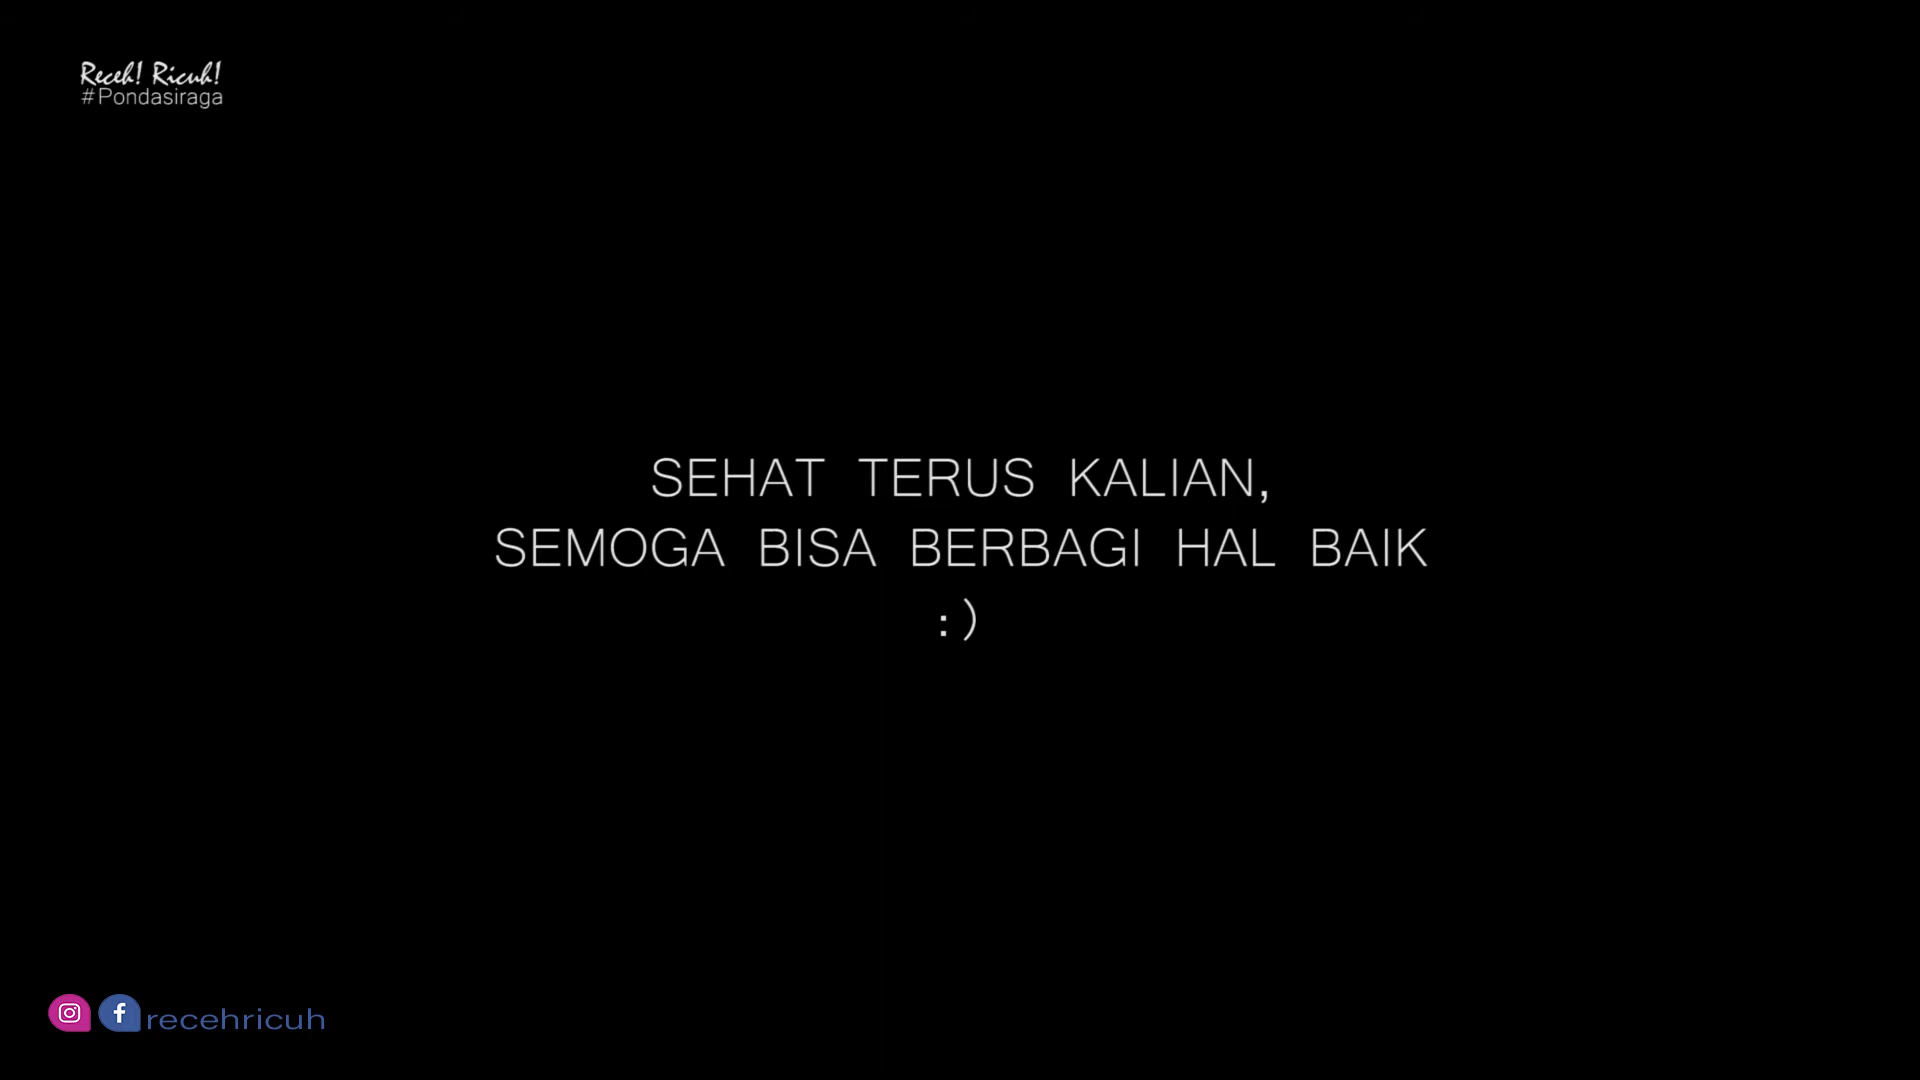 Receh! Ricuh!
#Pondasiraga
SEHAT TERUS KALIAN,
SEMOGA BISA BERBAGI HAL BAIK
:)
recehricuh